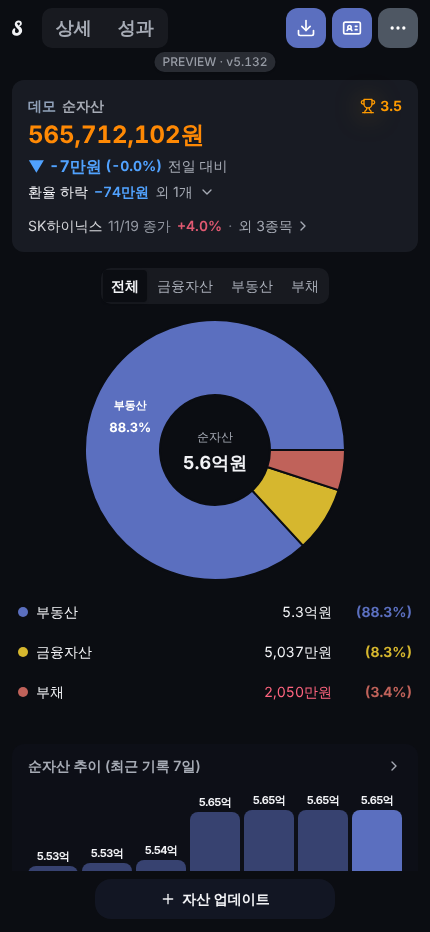 상세 성과
PREVIEW · v5.132
데모 순자산
3.5
565,712,102원
▼ -7만원 (-0.0%) 전일 대비
환율 하락 −74만원 외 1개
SK하이닉스 11/19 종가 +4.0% · 외 3종목
전체 금융자산 부동산 부채
부동산
88.3%
순자산
5.6억원
부동산 5.3억원 (88.3%)
금융자산 5,037만원 (8.3%)
부채 2,050만원 (3.4%)
순자산 추이 (최근 기록 7일)
5.53억 5.53억 5.54억 5.65억 5.65억 5.65억 5.65억
+ 자산 업데이트